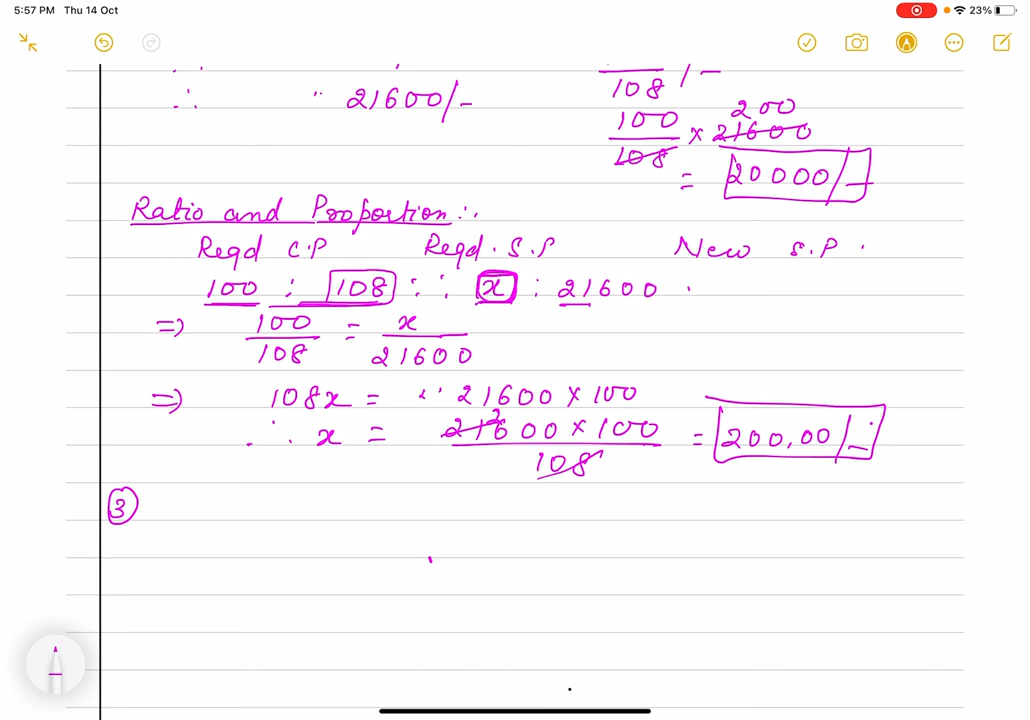 5:57 PM Thu 14 Oct
23%
108 /-
∴ " 21600/-
200
100/108 × 21600
= 20000/-
Ratio and Proportion :.
Reqd C.P Reqd. S.P New S.P.
100 : 108 :: x : 21600 .
⇒ 100/108 = x/21600
⇒ 108x = 21600 × 100
∴ x = 21600 × 100/108 = 200,00/-
2
③